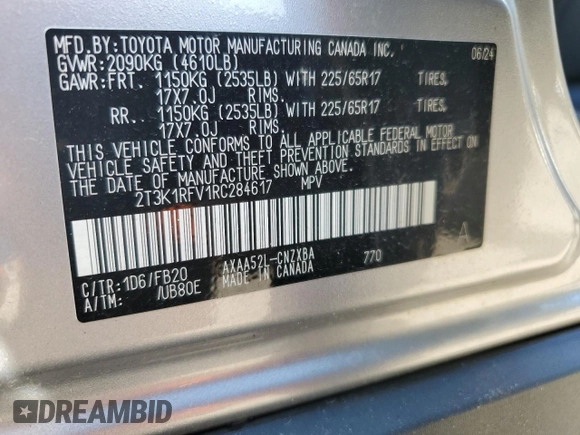 MFD.BY:TOYOTA MOTOR MANUFACTURING CANADA INC. 06/24
GVWR:2090KG (4610LB)
GAWR:FRT. 1150KG (2535LB) WITH 225/65R17 TIRES.
17X7.0J RIMS.
RR. 1150KG (2535LB) WITH 225/65R17 TIRES.
17X7.0J RIMS.
THIS VEHICLE CONFORMS TO ALL APPLICABLE FEDERAL MOTOR
VEHICLE SAFETY AND THEFT PREVENTION STANDARDS IN EFFECT ON
THE DATE OF MANUFACTURE SHOWN ABOVE.
2T3K1RFV1RC284617 MPV
A
C/TR:1D6/FB20 AXAA52L-CNZXBA 770
A/TM: /UB80E MADE IN CANADA
DREAMBID